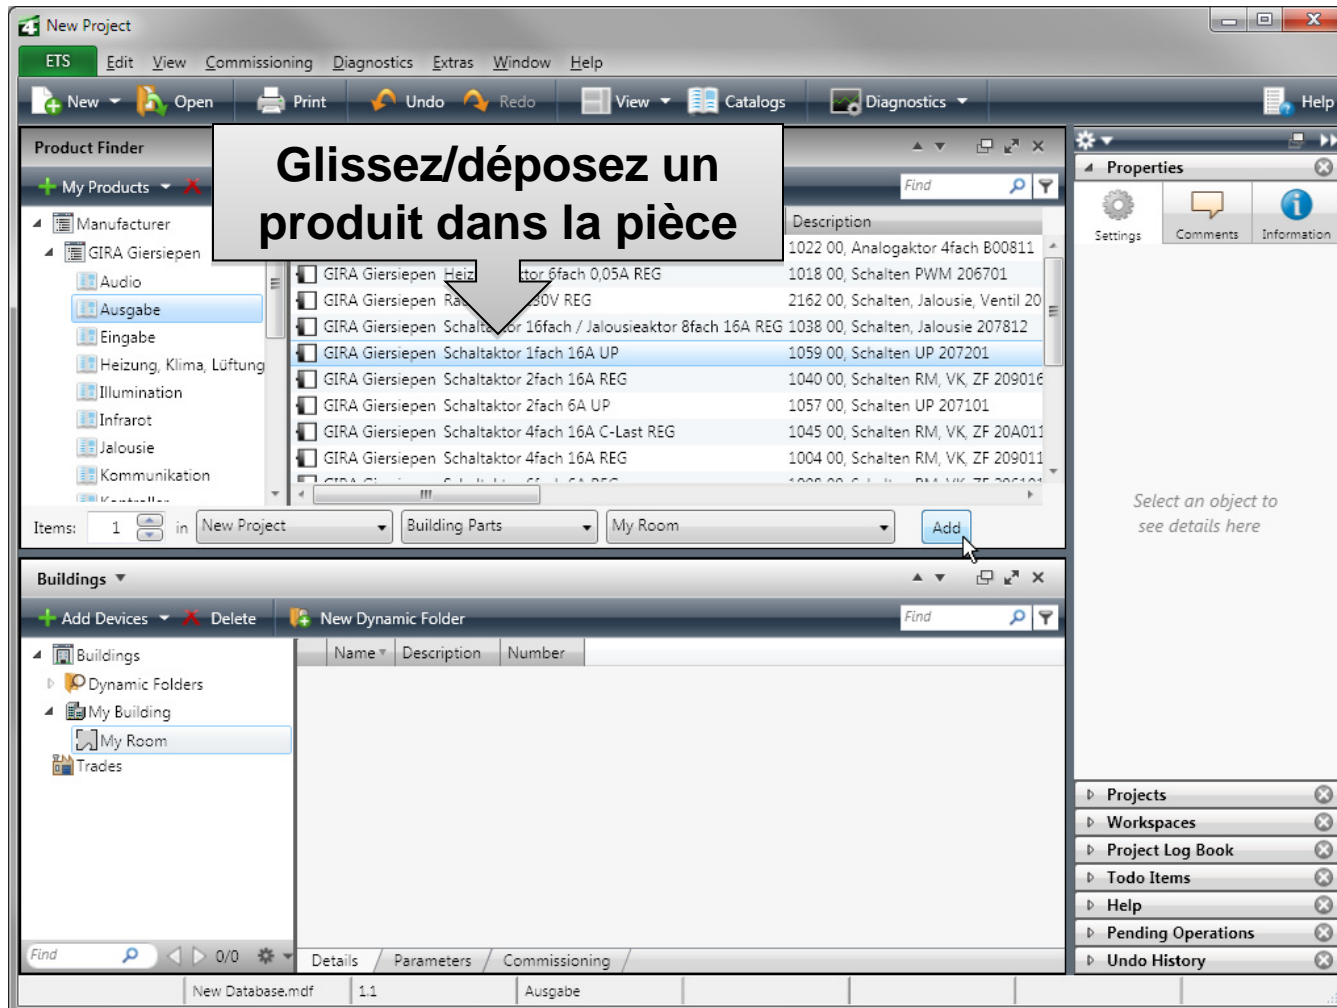 New Project
ETS Edit View Commissioning Diagnostics Extras Window Help
New Open Print Undo Redo View Catalogs Diagnostics Help
Product Finder
Glissez/déposez un
produit dans la pièce
My Products
Find
Manufacturer
GIRA Giersiepen
Audio
Ausgabe
Eingabe
Heizung, Klima, Lüftung
Illumination
Infrarot
Jalousie
Kommunikation
Description
1022 00, Analogaktor 4fach B00811
GIRA Giersiepen ktor 6fach 0,05A REG 1018 00, Schalten PWM 206701
GIRA Giersiepen 30V REG 2162 00, Schalten, Jalousie, Ventil 20
GIRA Giersiepen Schaltaktor 16fach / Jalousieaktor 8fach 16A REG 1038 00, Schalten, Jalousie 207812
GIRA Giersiepen Schaltaktor 1fach 16A UP 1059 00, Schalten UP 207201
GIRA Giersiepen Schaltaktor 2fach 16A REG 1040 00, Schalten RM, VK, ZF 209016
GIRA Giersiepen Schaltaktor 2fach 6A UP 1057 00, Schalten UP 207101
GIRA Giersiepen Schaltaktor 4fach 16A C-Last REG 1045 00, Schalten RM, VK, ZF 20A011
GIRA Giersiepen Schaltaktor 4fach 16A REG 1004 00, Schalten RM, VK, ZF 209011
Items: 1 in New Project Building Parts My Room Add
Properties
Settings Comments Information
Select an object to
see details here
Buildings
Add Devices Delete New Dynamic Folder Find
Buildings
Dynamic Folders
My Building
My Room
Trades
Name Description Number
Projects
Workspaces
Project Log Book
Todo Items
Help
Pending Operations
Undo History
Find 0/0 Details Parameters Commissioning
New Database.mdf 1.1 Ausgabe